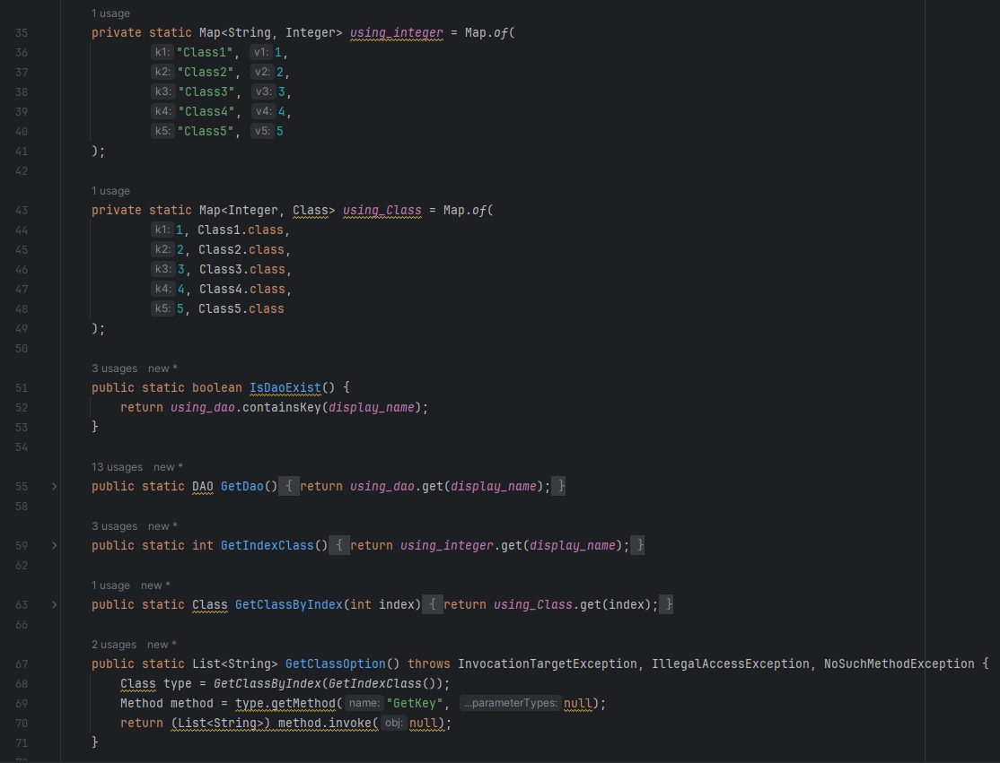 1 usage
35 private static Map<String, Integer> using_integer = Map.of(
36 k1: "Class1", v1: 1,
37 k2: "Class2", v2: 2,
38 k3: "Class3", v3: 3,
39 k4: "Class4", v4: 4,
40 k5: "Class5", v5: 5
41 );
42
1 usage
43 private static Map<Integer, Class> using_Class = Map.of(
44 k1: 1, Class1.class,
45 k2: 2, Class2.class,
46 k3: 3, Class3.class,
47 k4: 4, Class4.class,
48 k5: 5, Class5.class
49 );
50
3 usages new *
51 public static boolean IsDaoExist() {
52 return using_dao.containsKey(display_name);
53 }
54
13 usages new *
55 public static DAO GetDao() { return using_dao.get(display_name); }
58
3 usages new *
59 public static int GetIndexClass() { return using_integer.get(display_name); }
62
1 usage new *
63 public static Class GetClassByIndex(int index) { return using_Class.get(index); }
66
2 usages new *
67 public static List<String> GetClassOption() throws InvocationTargetException, IllegalAccessException, NoSuchMethodException {
68 Class type = GetClassByIndex(GetIndexClass());
69 Method method = type.getMethod( name: "GetKey", ...parameterTypes: null);
70 return (List<String>) method.invoke( obj: null);
71 }